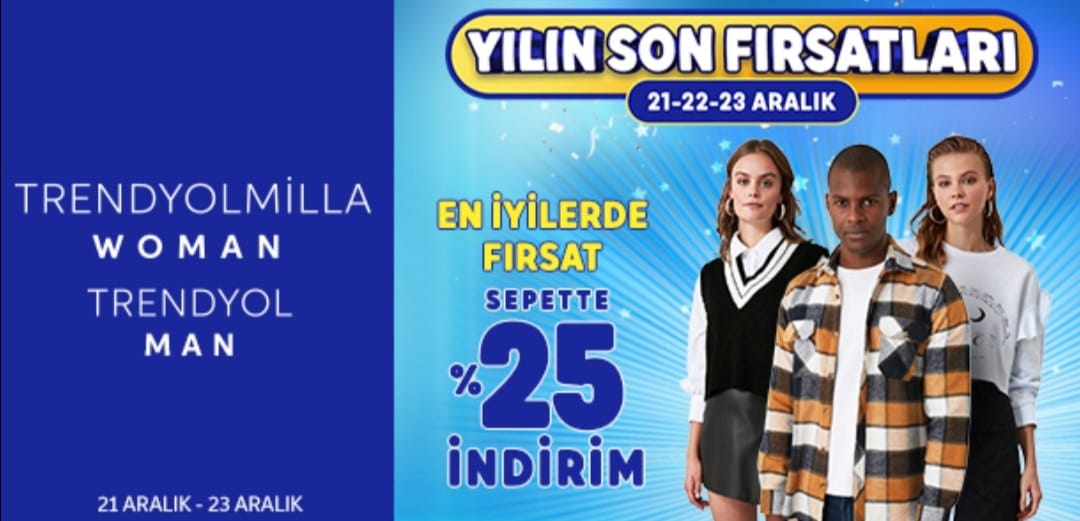 TRENDYOLMİLLA
WOMAN
TRENDYOL
MAN
21 ARALIK - 23 ARALIK
YILIN SON FIRSATLARI
21-22-23 ARALIK
EN İYİLERDE
FIRSAT
SEPETTE
%25
İNDİRİM